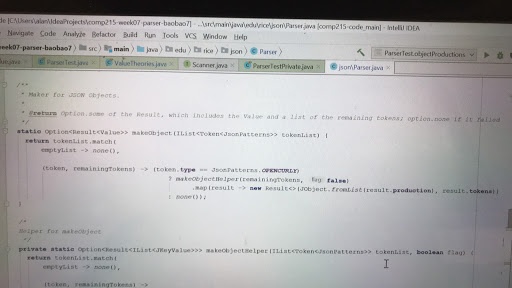 de [C:\Users\alan\IdeaProjects\comp215-week07-parser-baobao7] - ...\src\main\java\edu\rice\json\Parser.java [comp215-code_main] - IntelliJ IDEA
Navigate Code Analyze Refactor Build Run Tools VCS Window Help
week07-parser-baobao7 src main java edu rice json Parser ParserTest.objectProductions
ParserTest.java ValueTheories.java Scanner.java ParserTestPrivate.java json\Parser.java
/**
* Maker for JSON objects.
*
* @return Option.some of the Result, which includes the Value and a list of the remaining tokens; option.none if it failed
*/
static Option<Result<Value>> makeObject(IList<Token<JsonPatterns>> tokenList) {
return tokenList.match(
emptyList -> none(),
(token, remainingTokens) -> (token.type == JsonPatterns.OPENCURLY)
? makeObjectHelper(remainingTokens, flag: false)
.map(result -> new Result<>(JObject.fromList(result.production), result.tokens))
: none());
}
/*
Helper for makeObject
*/
private static Option<Result<IList<JKeyValue>>> makeObjectHelper(IList<Token<JsonPatterns>> tokenList, boolean flag) {
return tokenList.match(
emptyList -> none(),
(token, remainingTokens) ->